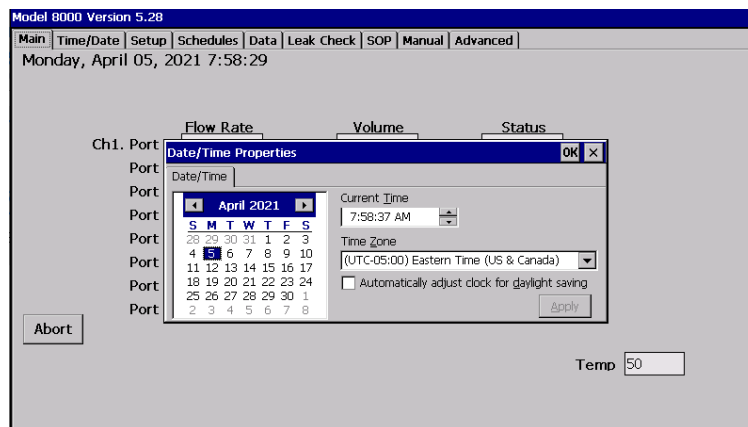 Model 8000 Version 5.28
Main Time/Date Setup Schedules Data Leak Check SOP Manual Advanced
Monday, April 05, 2021 7:58:29
Flow Rate Volume Status
Ch1. Port
Port
Port
Port
Port
Port
Port
Port
Date/Time Properties OK ×
Date/Time
April 2021
S M T W T F S
28 29 30 31 1 2 3
4 5 6 7 8 9 10
11 12 13 14 15 16 17
18 19 20 21 22 23 24
25 26 27 28 29 30 1
2 3 4 5 6 7 8
Current Time
7:58:37 AM
Time Zone
(UTC-05:00) Eastern Time (US & Canada)
Automatically adjust clock for daylight saving
Apply
Abort
Temp 50